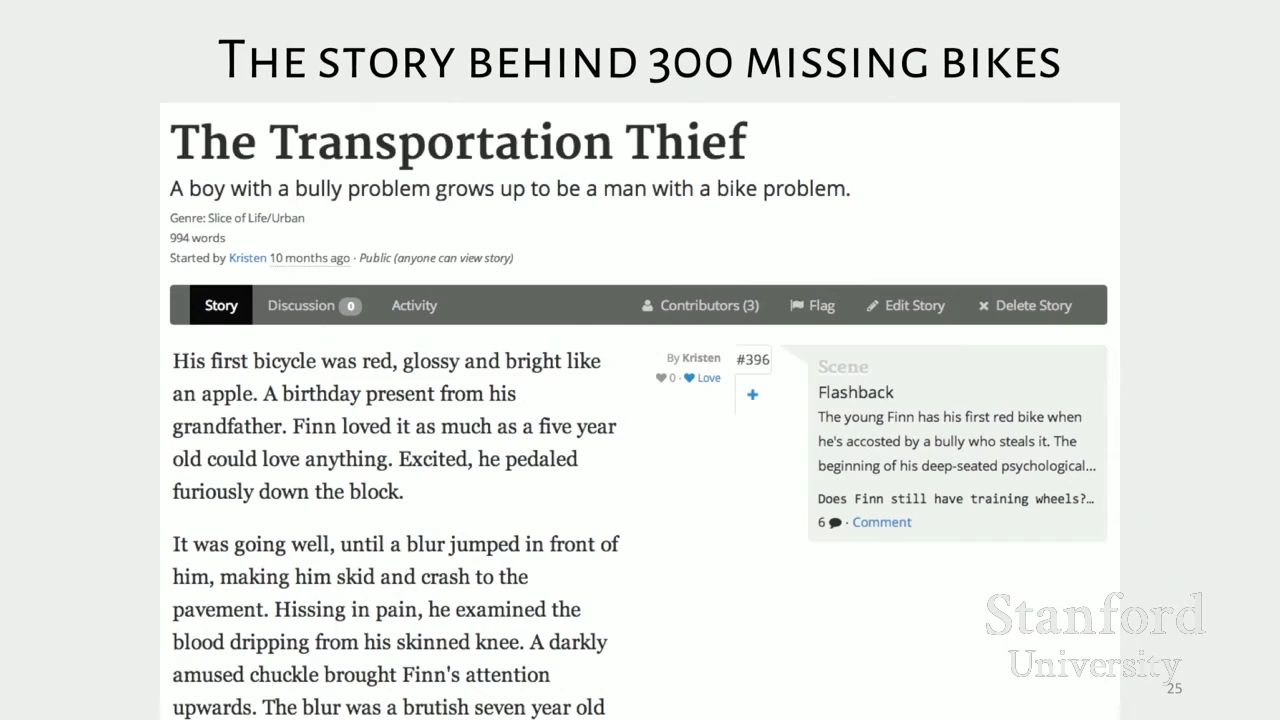 The story behind 300 missing bikes
The Transportation Thief
A boy with a bully problem grows up to be a man with a bike problem.
Genre: Slice of Life/Urban
994 words
Started by Kristen 10 months ago · Public (anyone can view story)
Story Discussion 0 Activity Contributors (3) Flag Edit Story Delete Story
His first bicycle was red, glossy and bright like
an apple. A birthday present from his
grandfather. Finn loved it as much as a five year
old could love anything. Excited, he pedaled
furiously down the block.
It was going well, until a blur jumped in front of
him, making him skid and crash to the
pavement. Hissing in pain, he examined the
blood dripping from his skinned knee. A darkly
amused chuckle brought Finn's attention
upwards. The blur was a brutish seven year old
By Kristen
0 · Love
#396
+
Scene
Flashback
The young Finn has his first red bike when
he's accosted by a bully who steals it. The
beginning of his deep-seated psychological...
Does Finn still have training wheels?…
6 · Comment
Stanford
University
25